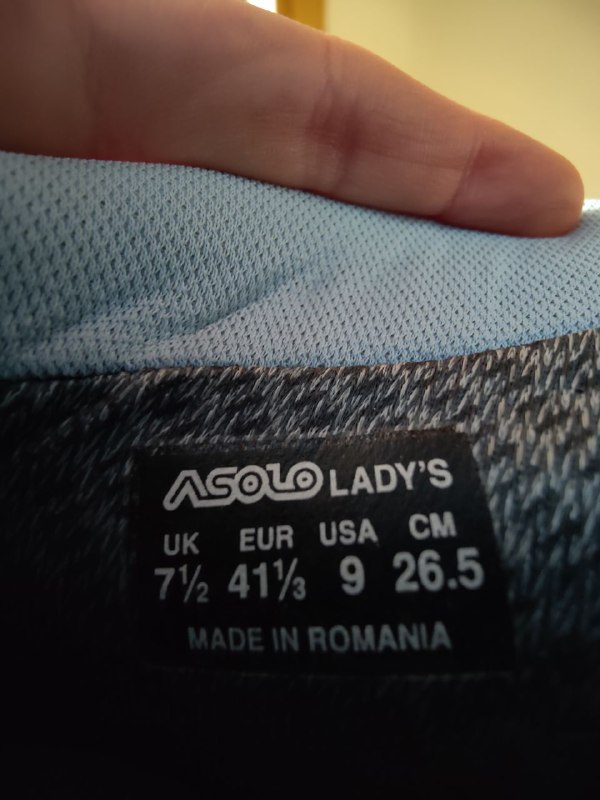 ASOLO LADY'S
UK EUR USA CM
7½ 41⅓ 9 26.5
MADE IN ROMANIA